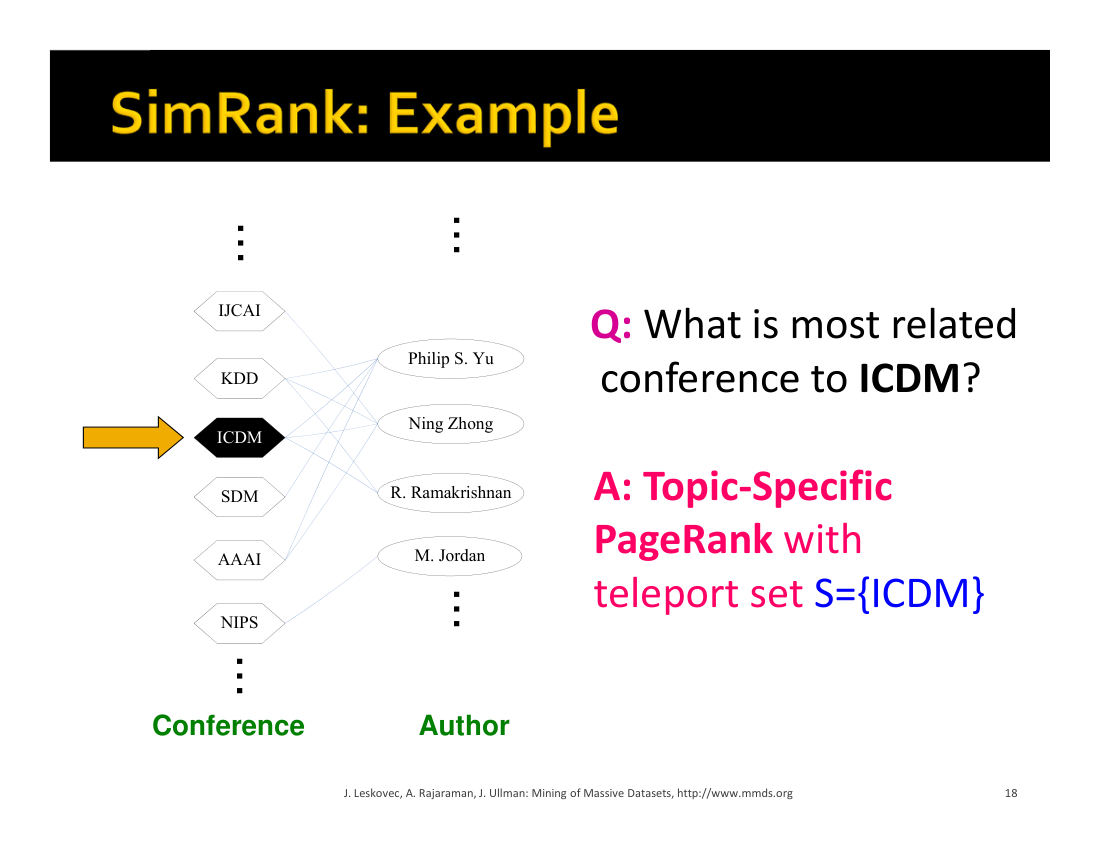 SimRank: Example
IJCAI
KDD
ICDM
SDM
AAAI
NIPS
Conference
Philip S. Yu
Ning Zhong
R. Ramakrishnan
M. Jordan
Author
Q: What is most related
conference to ICDM?
A: Topic-Specific
PageRank with
teleport set S={ICDM}
J. Leskovec, A. Rajaraman, J. Ullman: Mining of Massive Datasets, http://www.mmds.org
18